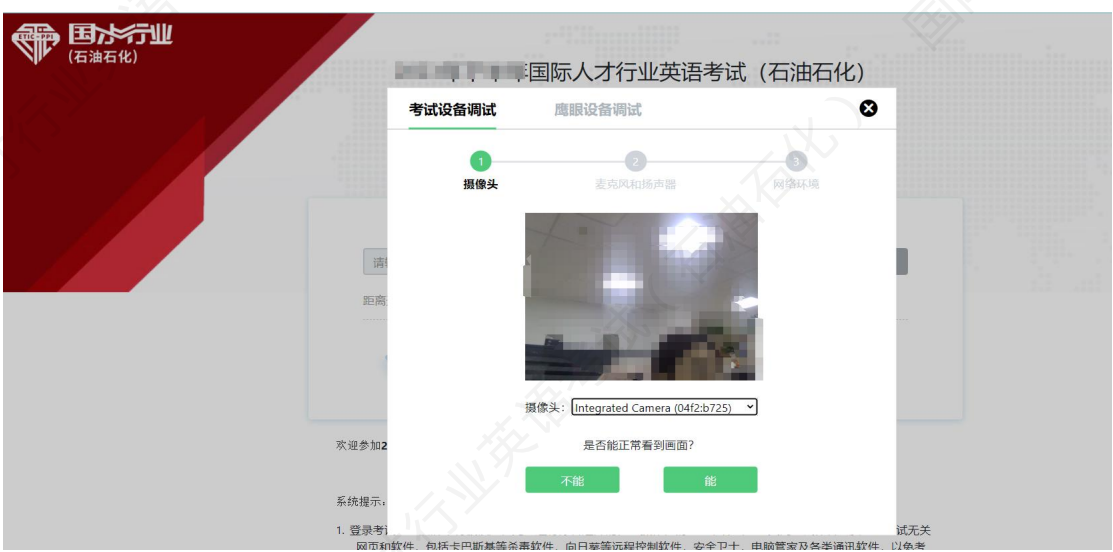 ETIC-PPI 国才行业
(石油石化)
国际人才行业英语考试（石油石化）
考试设备调试 鹰眼设备调试
1 2 3
摄像头 麦克风和扬声器 网络环境
距离
摄像头： Integrated Camera (04f2:b725)
是否能正常看到画面？
不能 能
欢迎参加2
系统提示：
1. 登录考 试无关
网页和软件，包括卡巴斯基等杀毒软件，向日葵等远程控制软件，安全卫士、电脑管家及各类通讯软件，以免考